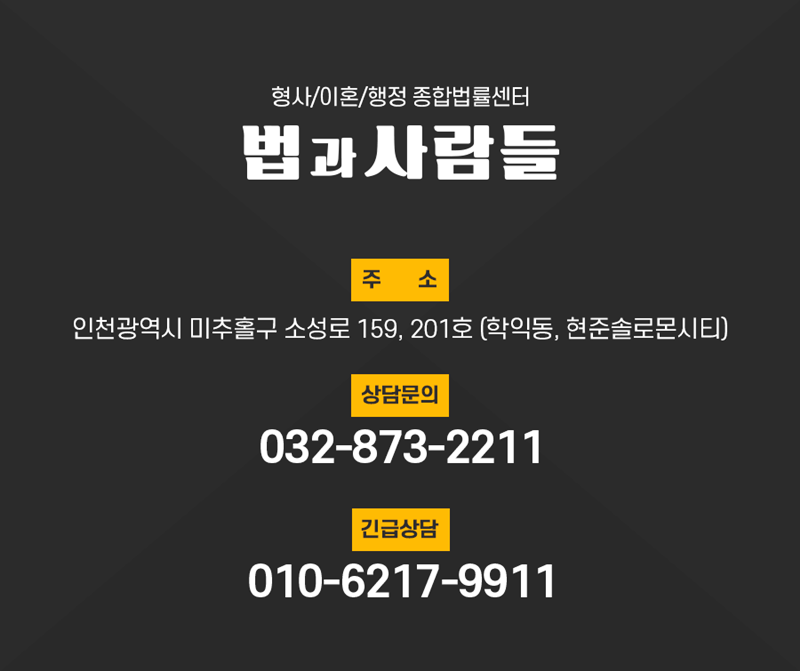 형사/이혼/행정 종합법률센터
법과사람들
주 소
인천광역시 미추홀구 소성로 159, 201호 (학익동, 현준솔로몬시티)
상담문의
032-873-2211
긴급상담
010-6217-9911